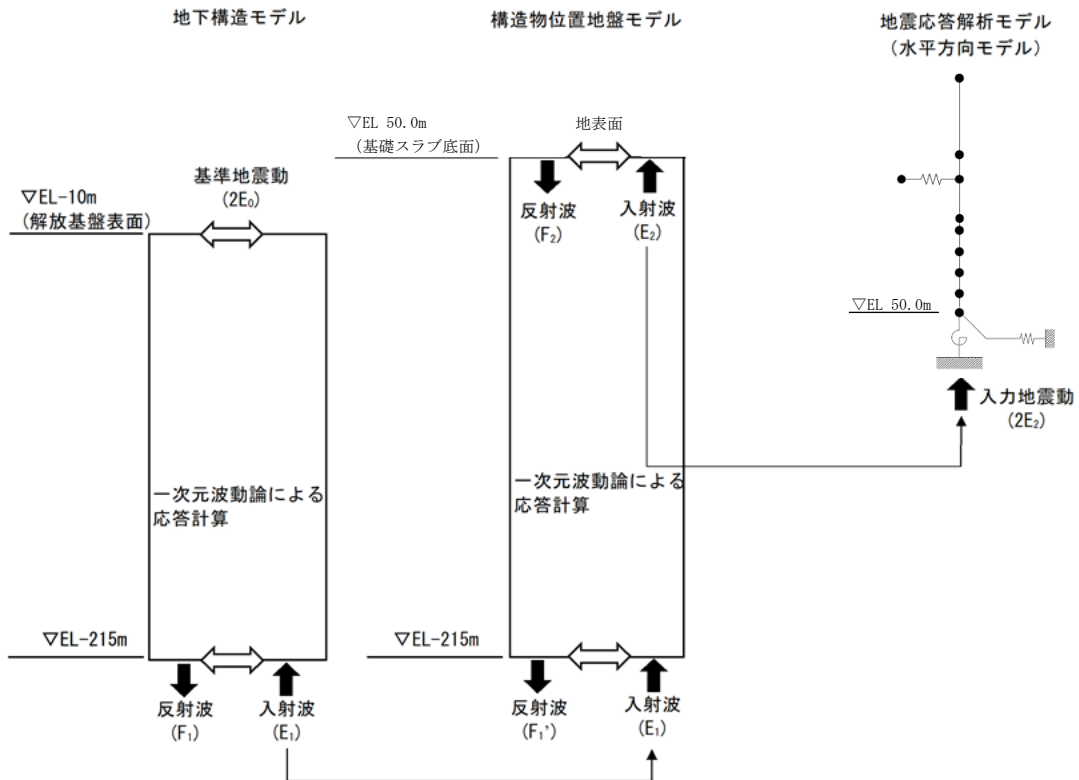 地下構造モデル
▽EL-10m
(解放基盤表面)
基準地震動
(2E₀)
一次元波動論による
応答計算
▽EL-215m
反射波
(F₁)
入射波
(E₁)
構造物位置地盤モデル
▽EL 50.0m
(基礎スラブ底面)
地表面
反射波
(F₂)
入射波
(E₂)
一次元波動論による
応答計算
▽EL-215m
反射波
(F₁')
入射波
(E₁)
地震応答解析モデル
(水平方向モデル)
▽EL 50.0m
入力地震動
(2E₂)